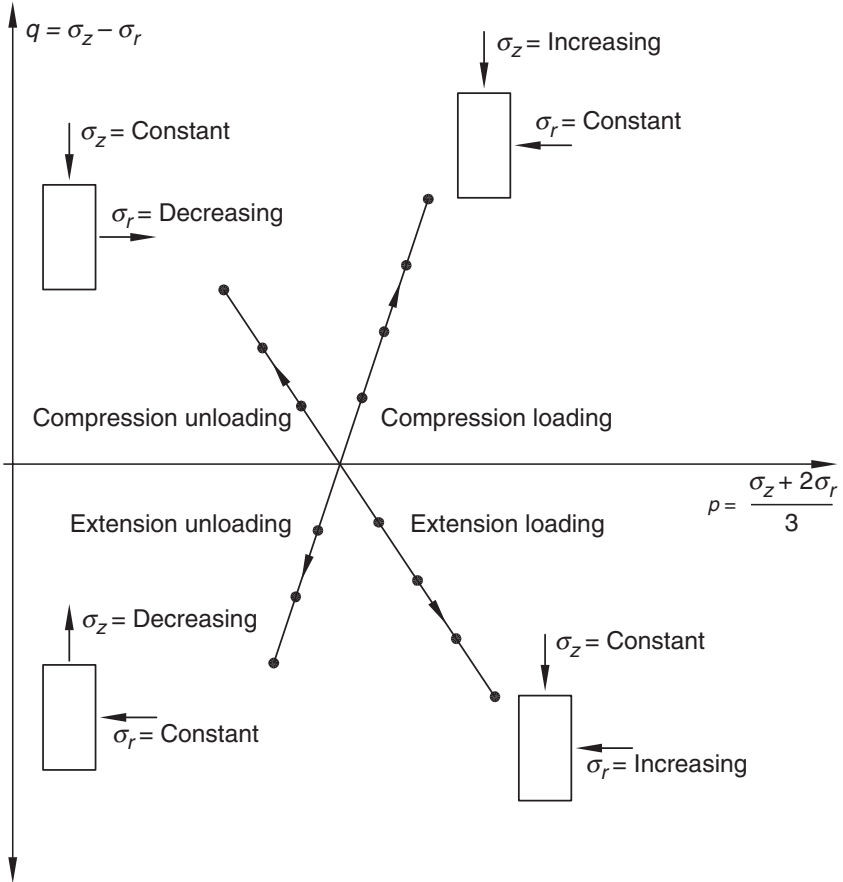 q = σz – σr
σz = Increasing
σr = Constant
σz = Constant
σr = Decreasing
Compression unloading
Compression loading
p = σz + 2σr
3
Extension unloading
Extension loading
σz = Decreasing
σr = Constant
σz = Constant
σr = Increasing